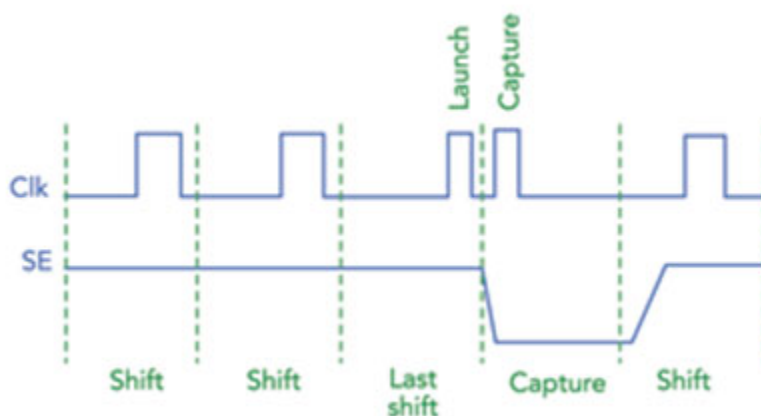 Launch
Capture
Clk
SE
Shift
Shift
Last
shift
Capture
Shift